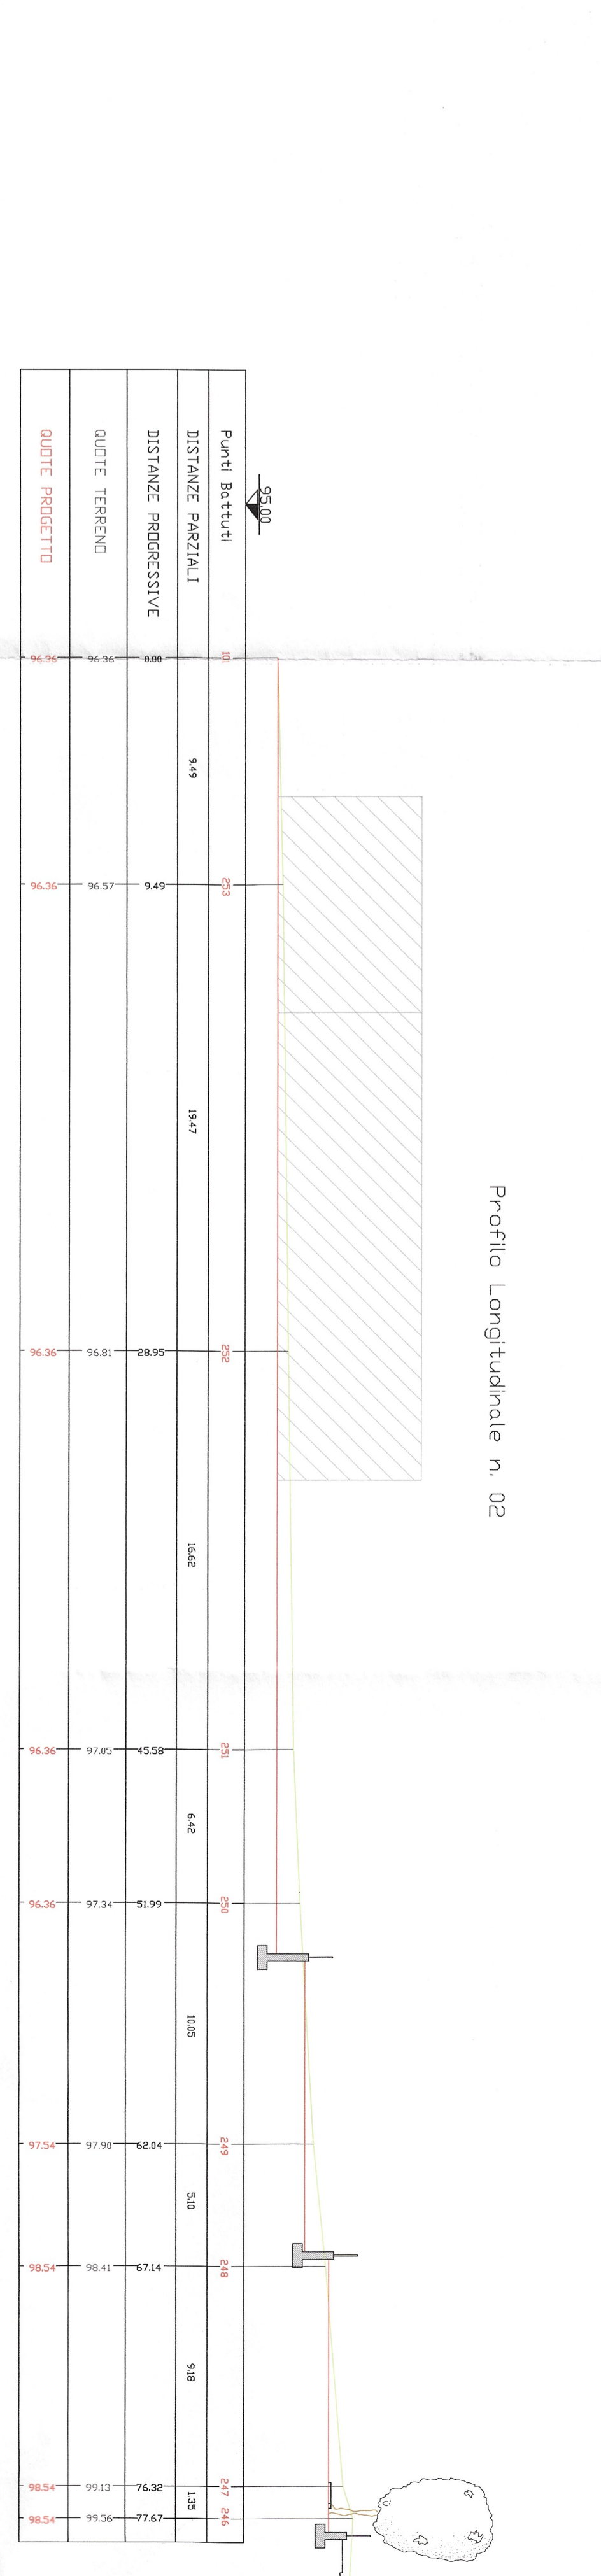 Profilo Longitudinale n. 02
95.00
Punti Battuti 253 252 251 250 249 248 247 246
DISTANZE PARZIALI 9.49 19.47 16.62 6.42 10.05 5.10 9.18 1.35
DISTANZE PROGRESSIVE 0.00 9.49 28.95 45.58 51.99 62.04 67.14 76.32 77.67
QUOTE TERRENO 96.36 96.57 96.81 97.05 97.34 97.90 98.41 99.13 99.56
QUOTE PROGETTO 96.36 96.36 96.36 96.36 96.36 97.54 98.54 98.54 98.54